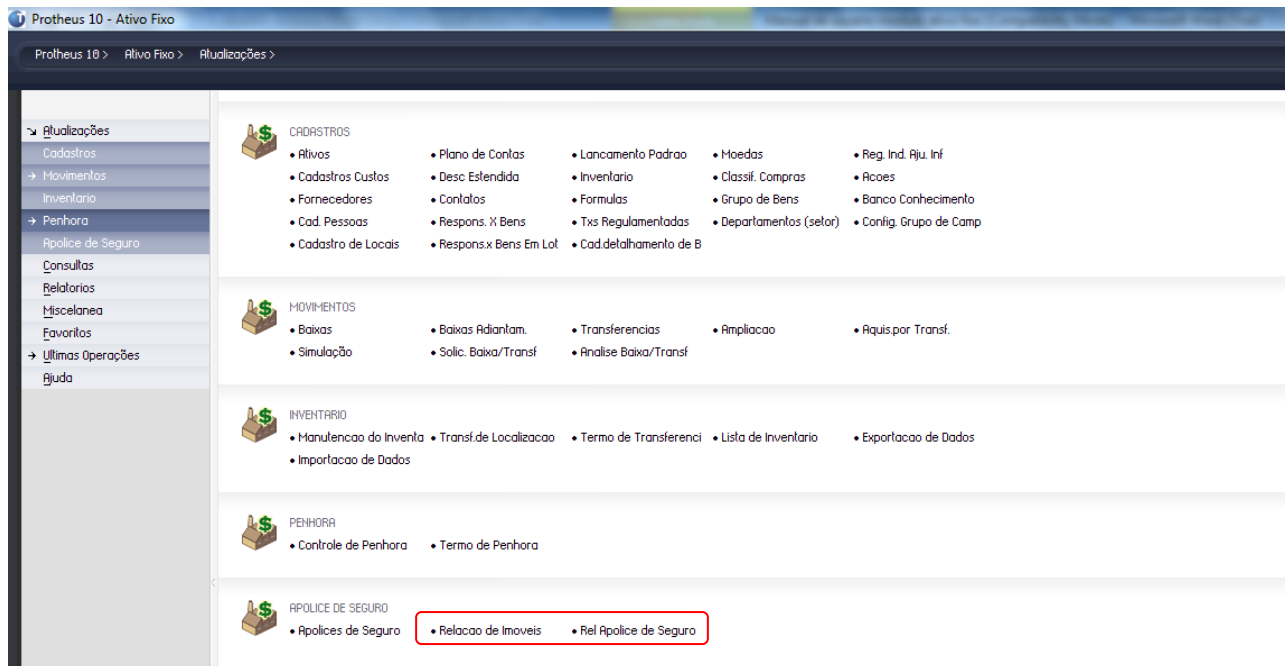 Protheus 10 - Ativo Fixo
Protheus 10 > Ativo Fixo > Atualizações >
Atualizações
Cadastros
Movimentos
Inventario
Penhora
Apolice de Seguro
Consultas
Relatorios
Miscelanea
Favoritos
Ultimas Operações
Ajuda
CADASTROS
• Ativos • Plano de Contas • Lancamento Padrao • Moedas • Reg. Ind. Aju. Inf
• Cadastros Custos • Desc Estendida • Inventario • Classif. Compras • Acoes
• Fornecedores • Contatos • Formulas • Grupo de Bens • Banco Conhecimento
• Cad. Pessoas • Respons. X Bens • Txs Regulamentadas • Departamentos (setor) • Config. Grupo de Camp
• Cadastro de Locais • Respons.x Bens Em Lot • Cad.detalhamento de B
MOVIMENTOS
• Baixas • Baixas Adiantam. • Transferencias • Ampliacao • Aquis.por Transf.
• Simulação • Solic. Baixa/Transf • Analise Baixa/Transf
INVENTARIO
• Manutencao do Inventa • Transf.de Localizacao • Termo de Transferenci • Lista de Inventario • Exportacao de Dados
• Importacao de Dados
PENHORA
• Controle de Penhora • Termo de Penhora
APOLICE DE SEGURO
• Apolices de Seguro • Relacao de Imoveis • Rel Apolice de Seguro